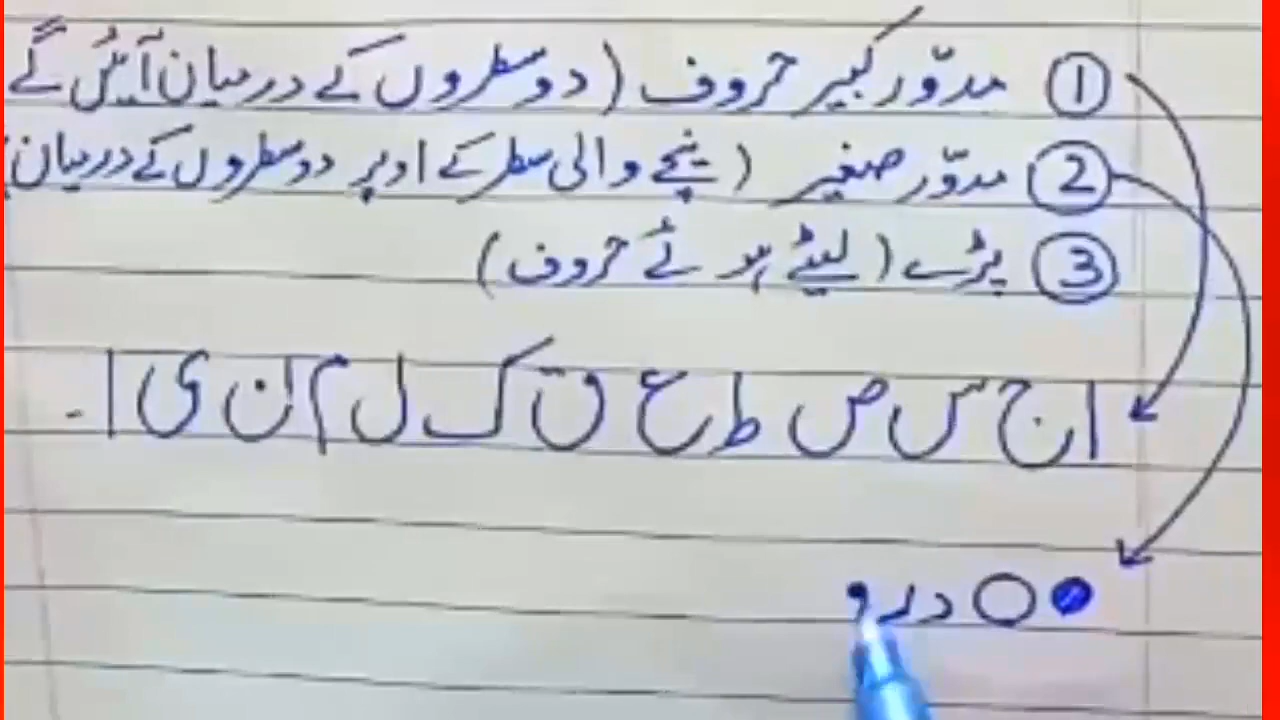 ① مدوّر کبیر حروف (دو سطروں کے درمیان آئیں گے
② مدوّر صغیر (نیچے والی سطر کے اوپر دو سطروں کے درمیان
③ پڑے (لیٹے ہوئے حروف)
ا ج س ص ط ع ق ک ل م ن ی ا۔
د ر و